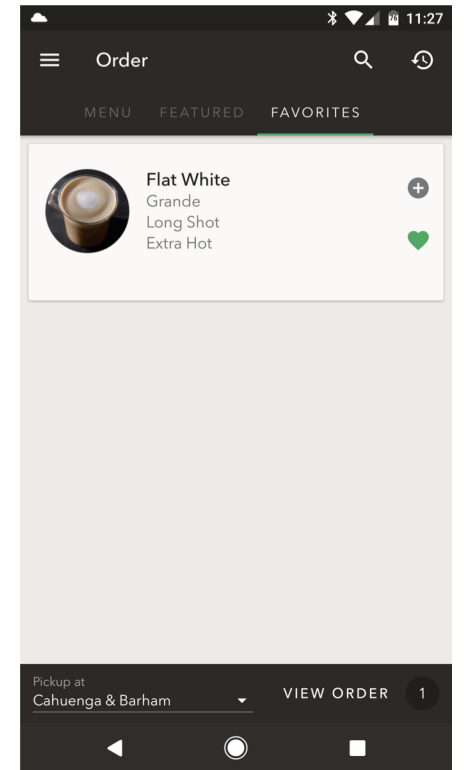 76 11:27
Order
MENU FEATURED FAVORITES
Flat White
Grande
Long Shot
Extra Hot
Pickup at
Cahuenga & Barham
VIEW ORDER 1